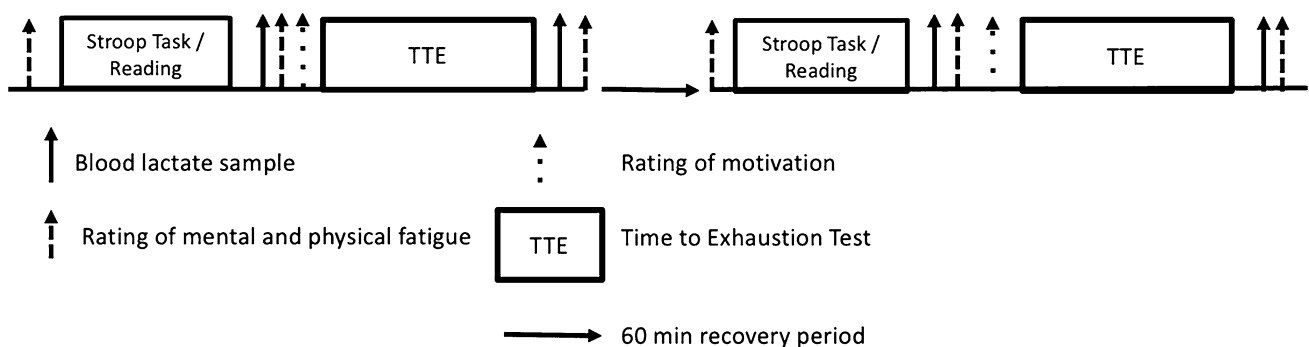 Stroop Task /
Reading
TTE
Stroop Task /
Reading
TTE
Blood lactate sample
Rating of motivation
Rating of mental and physical fatigue
TTE
Time to Exhaustion Test
60 min recovery period